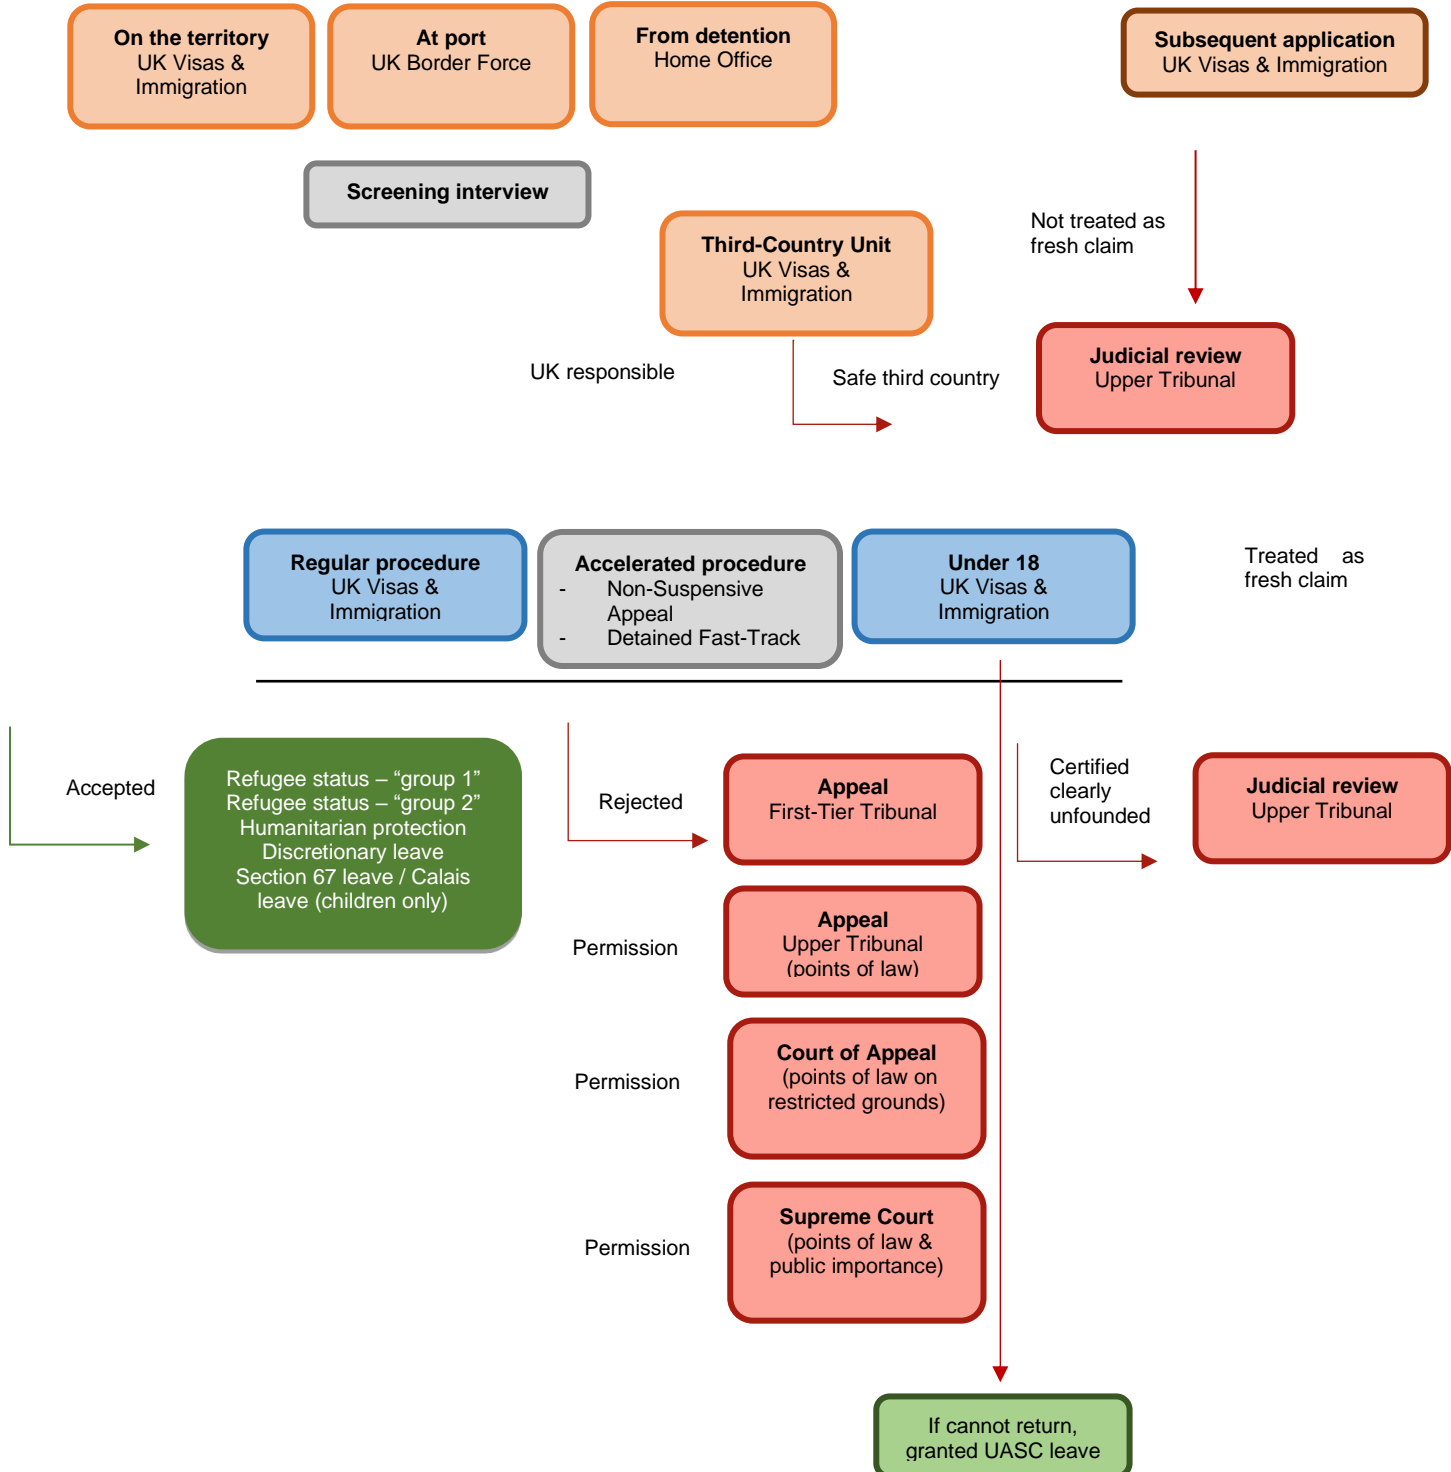 On the territory
UK Visas &
Immigration
At port
UK Border Force
From detention
Home Office
Subsequent application
UK Visas & Immigration
Screening interview
Not treated as
fresh claim
Third-Country Unit
UK Visas &
Immigration
UK responsible
Safe third country
Judicial review
Upper Tribunal
Regular procedure
UK Visas &
Immigration
Accelerated procedure
- Non-Suspensive
Appeal
- Detained Fast-Track
Under 18
UK Visas &
Immigration
Treated as
fresh claim
Accepted
Refugee status – “group 1”
Refugee status – “group 2”
Humanitarian protection
Discretionary leave
Section 67 leave / Calais
leave (children only)
Rejected
Appeal
First-Tier Tribunal
Certified
clearly
unfounded
Judicial review
Upper Tribunal
Permission
Appeal
Upper Tribunal
(points of law)
Permission
Court of Appeal
(points of law on
restricted grounds)
Permission
Supreme Court
(points of law &
public importance)
If cannot return,
granted UASC leave